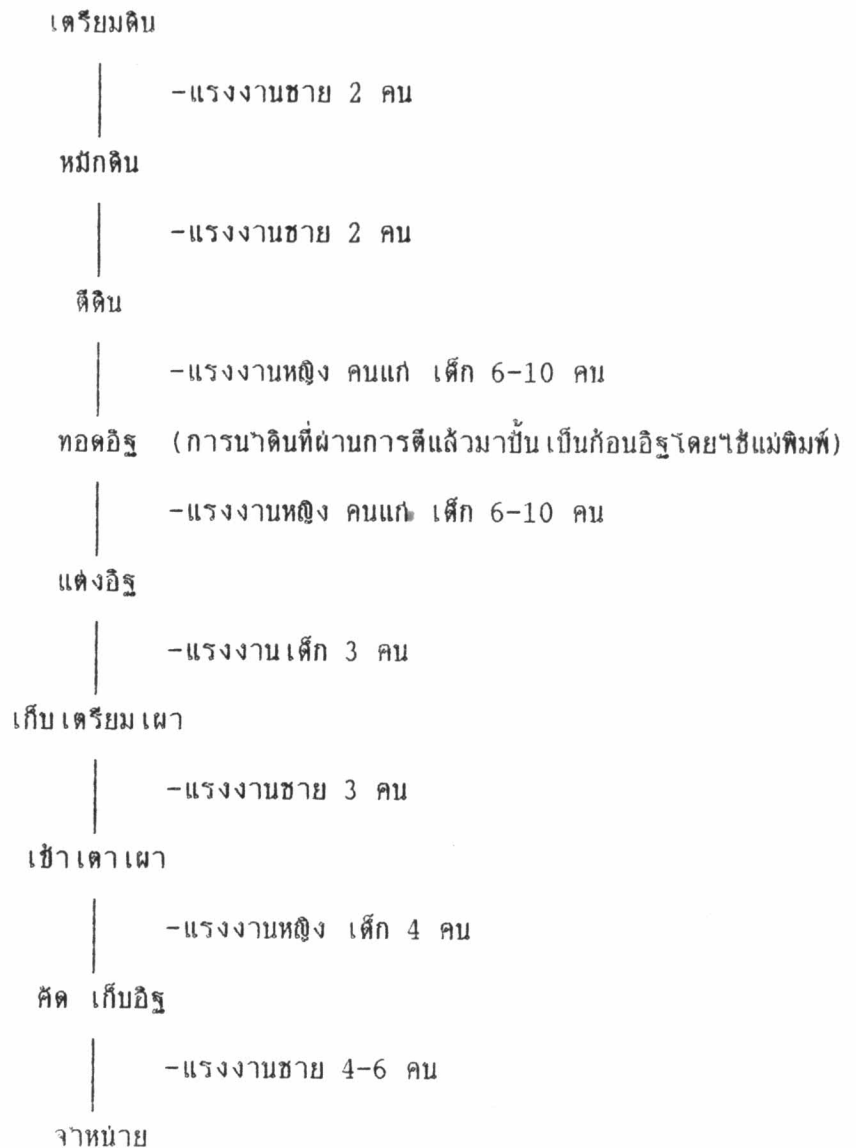 เตรียมดิน
-แรงงานชาย 2 คน
หมักดิน
-แรงงานชาย 2 คน
ตีดิน
-แรงงานหญิง คนแก่ เด็ก 6-10 คน
ทอดอิฐ (การนำดินที่ผ่านการตีแล้วมาปั้นเป็นก้อนอิฐโดยใช้แม่พิมพ์)
-แรงงานหญิง คนแก่ เด็ก 6-10 คน
แต่งอิฐ
-แรงงานเด็ก 3 คน
เก็บเตรียมเผา
-แรงงานชาย 3 คน
เข้าเตาเผา
-แรงงานหญิง เด็ก 4 คน
คัด เก็บอิฐ
-แรงงานชาย 4-6 คน
จำหน่าย